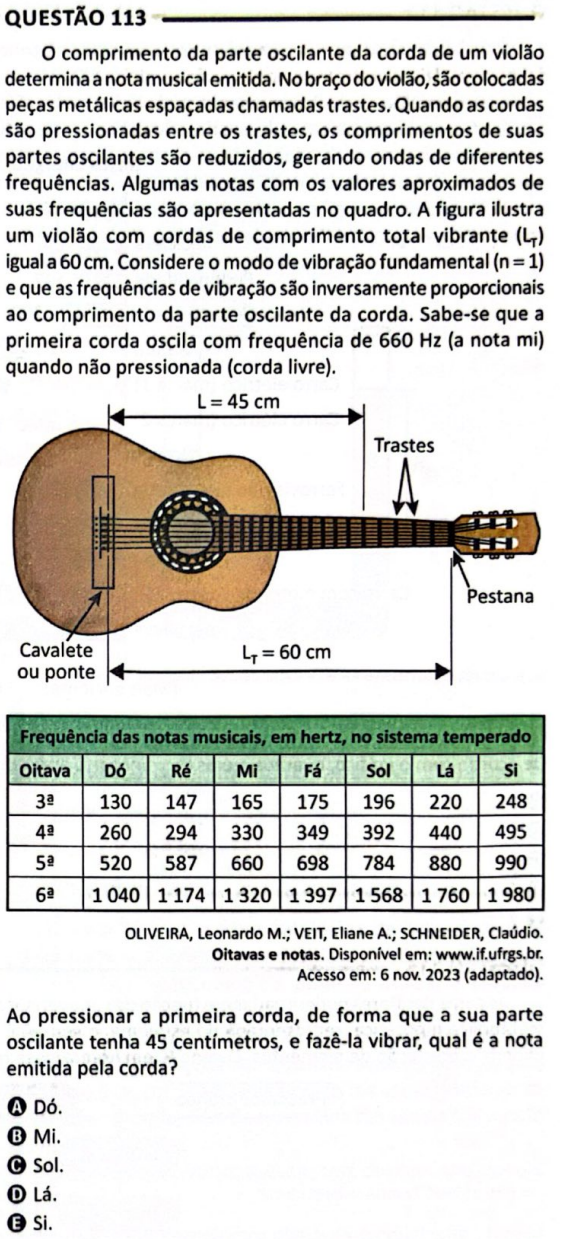 QUESTÃO 113
O comprimento da parte oscilante da corda de um violão
determina a nota musical emitida. No braço do violão, são colocadas
peças metálicas espaçadas chamadas trastes. Quando as cordas
são pressionadas entre os trastes, os comprimentos de suas
partes oscilantes são reduzidos, gerando ondas de diferentes
frequências. Algumas notas com os valores aproximados de
suas frequências são apresentadas no quadro. A figura ilustra
um violão com cordas de comprimento total vibrante (L_T)
igual a 60 cm. Considere o modo de vibração fundamental (n = 1)
e que as frequências de vibração são inversamente proporcionais
ao comprimento da parte oscilante da corda. Sabe-se que a
primeira corda oscila com frequência de 660 Hz (a nota mi)
quando não pressionada (corda livre).
L = 45 cm
Trastes
Pestana
Cavalete
ou ponte
L_T = 60 cm
Frequência das notas musicais, em hertz, no sistema temperado
Oitava Dó Ré Mi Fá Sol Lá Si
3ª 130 147 165 175 196 220 248
4ª 260 294 330 349 392 440 495
5ª 520 587 660 698 784 880 990
6ª 1 040 1 174 1 320 1 397 1 568 1 760 1 980
OLIVEIRA, Leonardo M.; VEIT, Eliane A.; SCHNEIDER, Claúdio.
Oitavas e notas. Disponível em: www.if.ufrgs.br.
Acesso em: 6 nov. 2023 (adaptado).
Ao pressionar a primeira corda, de forma que a sua parte
oscilante tenha 45 centímetros, e fazê-la vibrar, qual é a nota
emitida pela corda?
A Dó.
B Mi.
C Sol.
D Lá.
E Si.